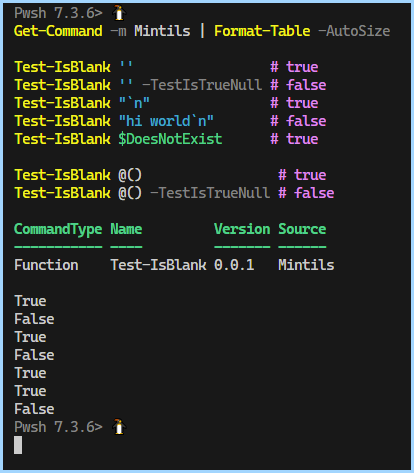 Pwsh 7.3.6> 🐧
Get-Command -m Mintils | Format-Table -AutoSize
Test-IsBlank '' # true
Test-IsBlank '' -TestIsTrueNull # false
Test-IsBlank "`n" # true
Test-IsBlank "hi world`n" # false
Test-IsBlank $DoesNotExist # true
Test-IsBlank @() # true
Test-IsBlank @() -TestIsTrueNull # false
CommandType Name Version Source
----------- ---- ------- ------
Function Test-IsBlank 0.0.1 Mintils
True
False
True
False
True
True
False
Pwsh 7.3.6> 🐧